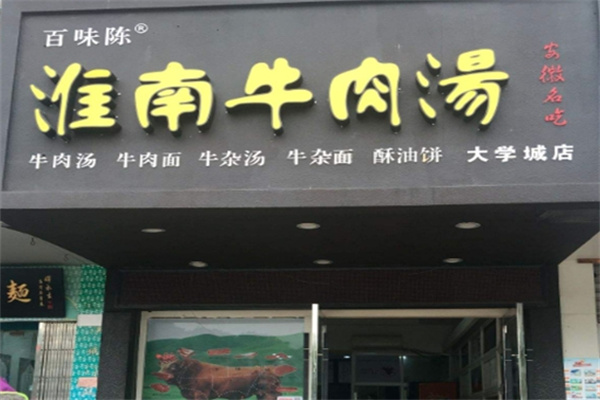 百味陈®
淮南牛肉湯
安徽名吃
牛肉汤 牛肉面 牛杂汤 牛杂面 酥油饼 大学城店
麵